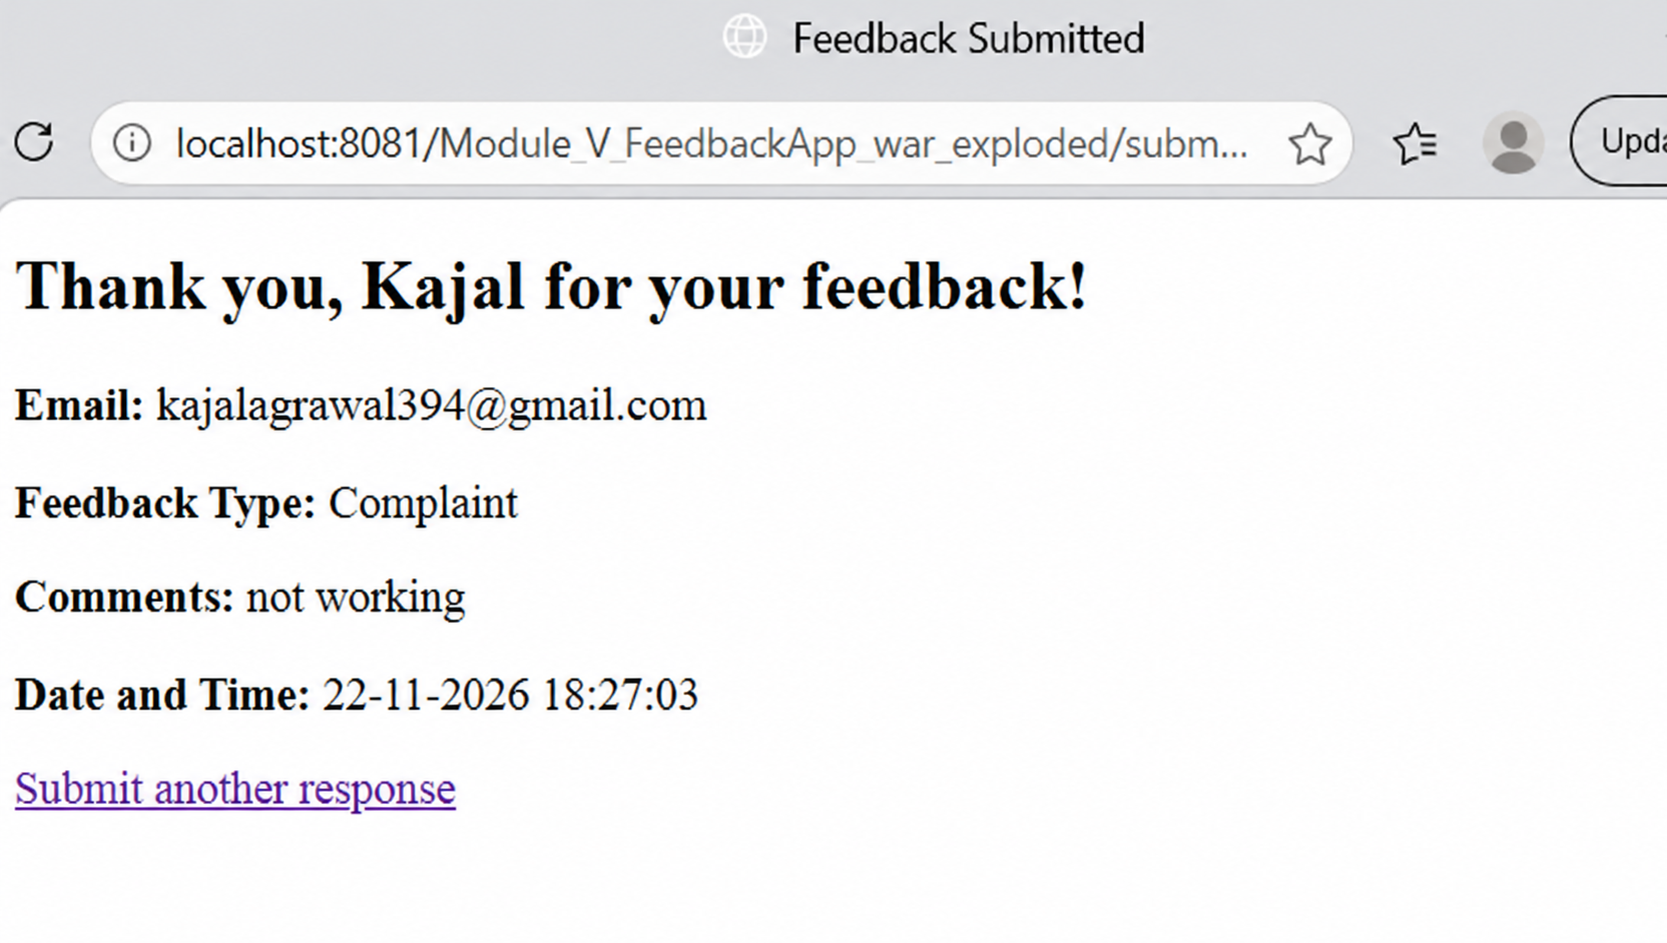 Feedback Submitted
localhost:8081/Module_V_FeedbackApp_war_exploded/subm...
Upda
Thank you, Kajal for your feedback!
Email: kajalagrawal394@gmail.com
Feedback Type: Complaint
Comments: not working
Date and Time: 22-11-2026 18:27:03
Submit another response